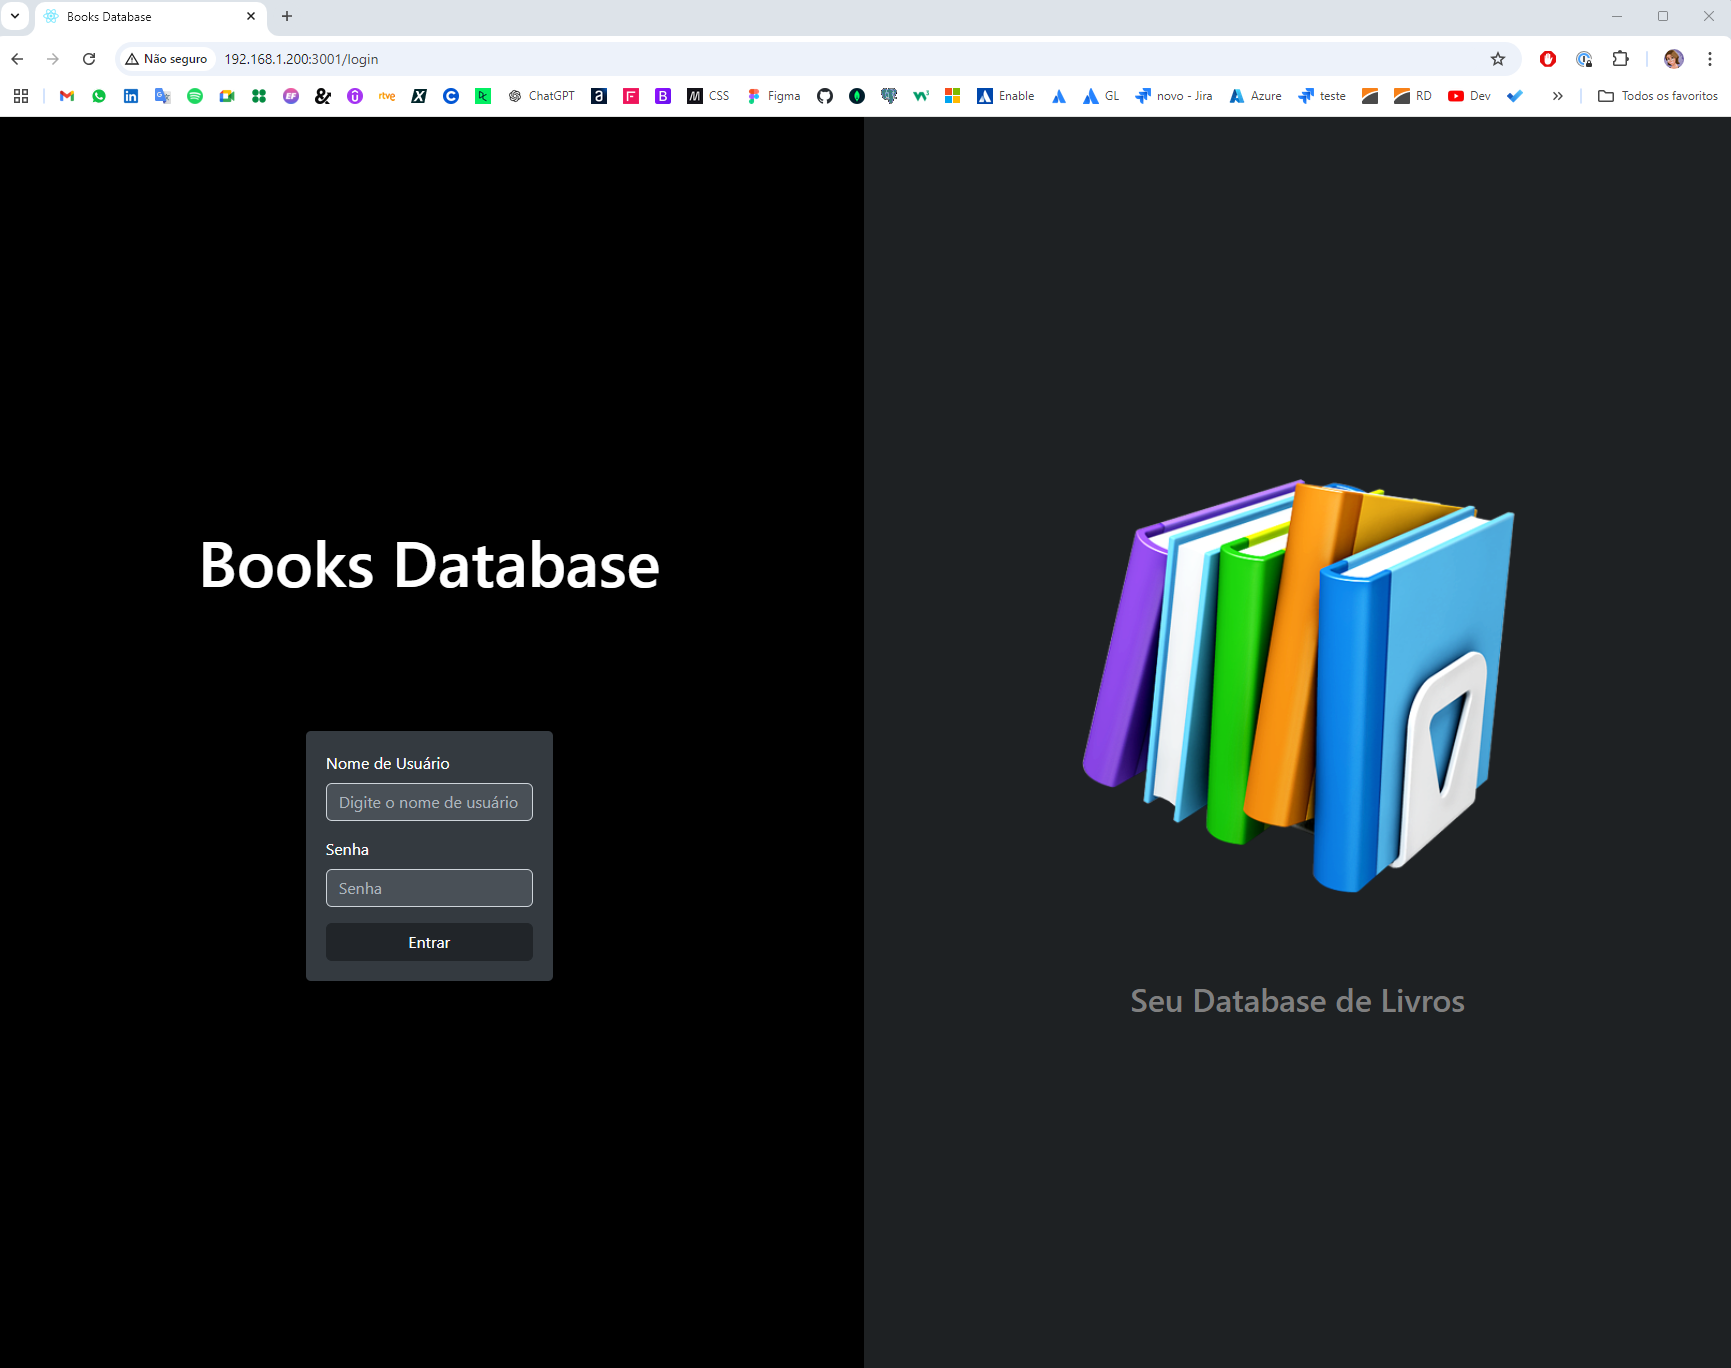 Books Database
Não seguro 192.168.1.200:3001/login
ChatGPT CSS Figma Enable GL novo - Jira Azure teste RD Dev Todos os favoritos
Books Database
Nome de Usuário
Digite o nome de usuário
Senha
Senha
Entrar
Seu Database de Livros